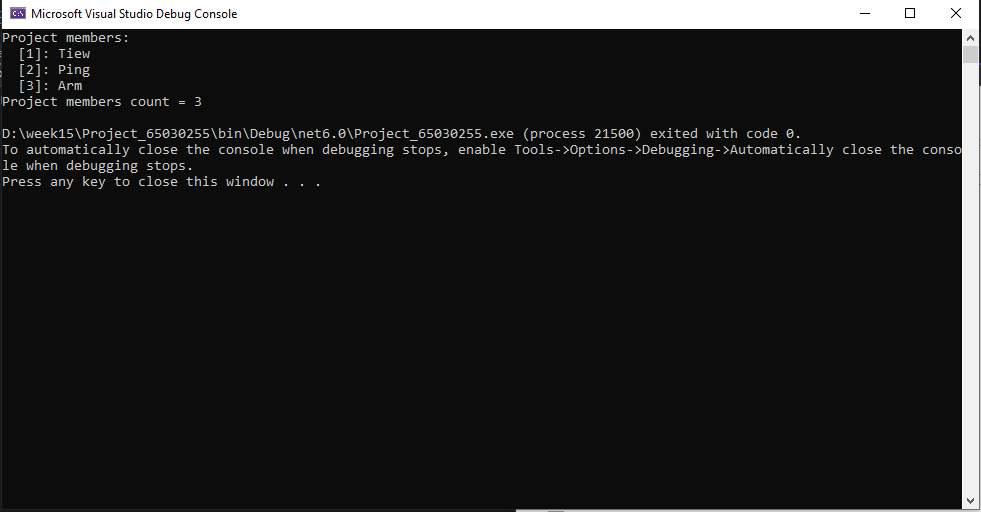 Microsoft Visual Studio Debug Console
Project members:
  [1]: Tiew
  [2]: Ping
  [3]: Arm
Project members count = 3
D:\week15\Project_65030255\bin\Debug\net6.0\Project_65030255.exe (process 21500) exited with code 0.
To automatically close the console when debugging stops, enable Tools->Options->Debugging->Automatically close the conso
le when debugging stops.
Press any key to close this window . . .